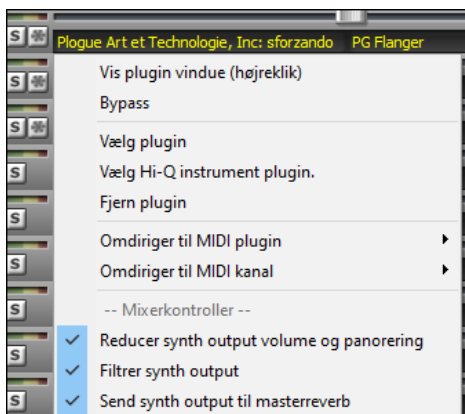 S
Plogue Art et Technologie, Inc: sforzando PG Flanger
S
Vis plugin vindue (højreklik)
Bypass
S
Vælg plugin
S
Vælg Hi-Q instrument plugin.
Fjern plugin
S
Omdiriger til MIDI plugin
S
Omdiriger til MIDI kanal
S
-- Mixerkontroller --
S
Reducer synth output volume og panorering
Filtrer synth output
S
Send synth output til masterreverb